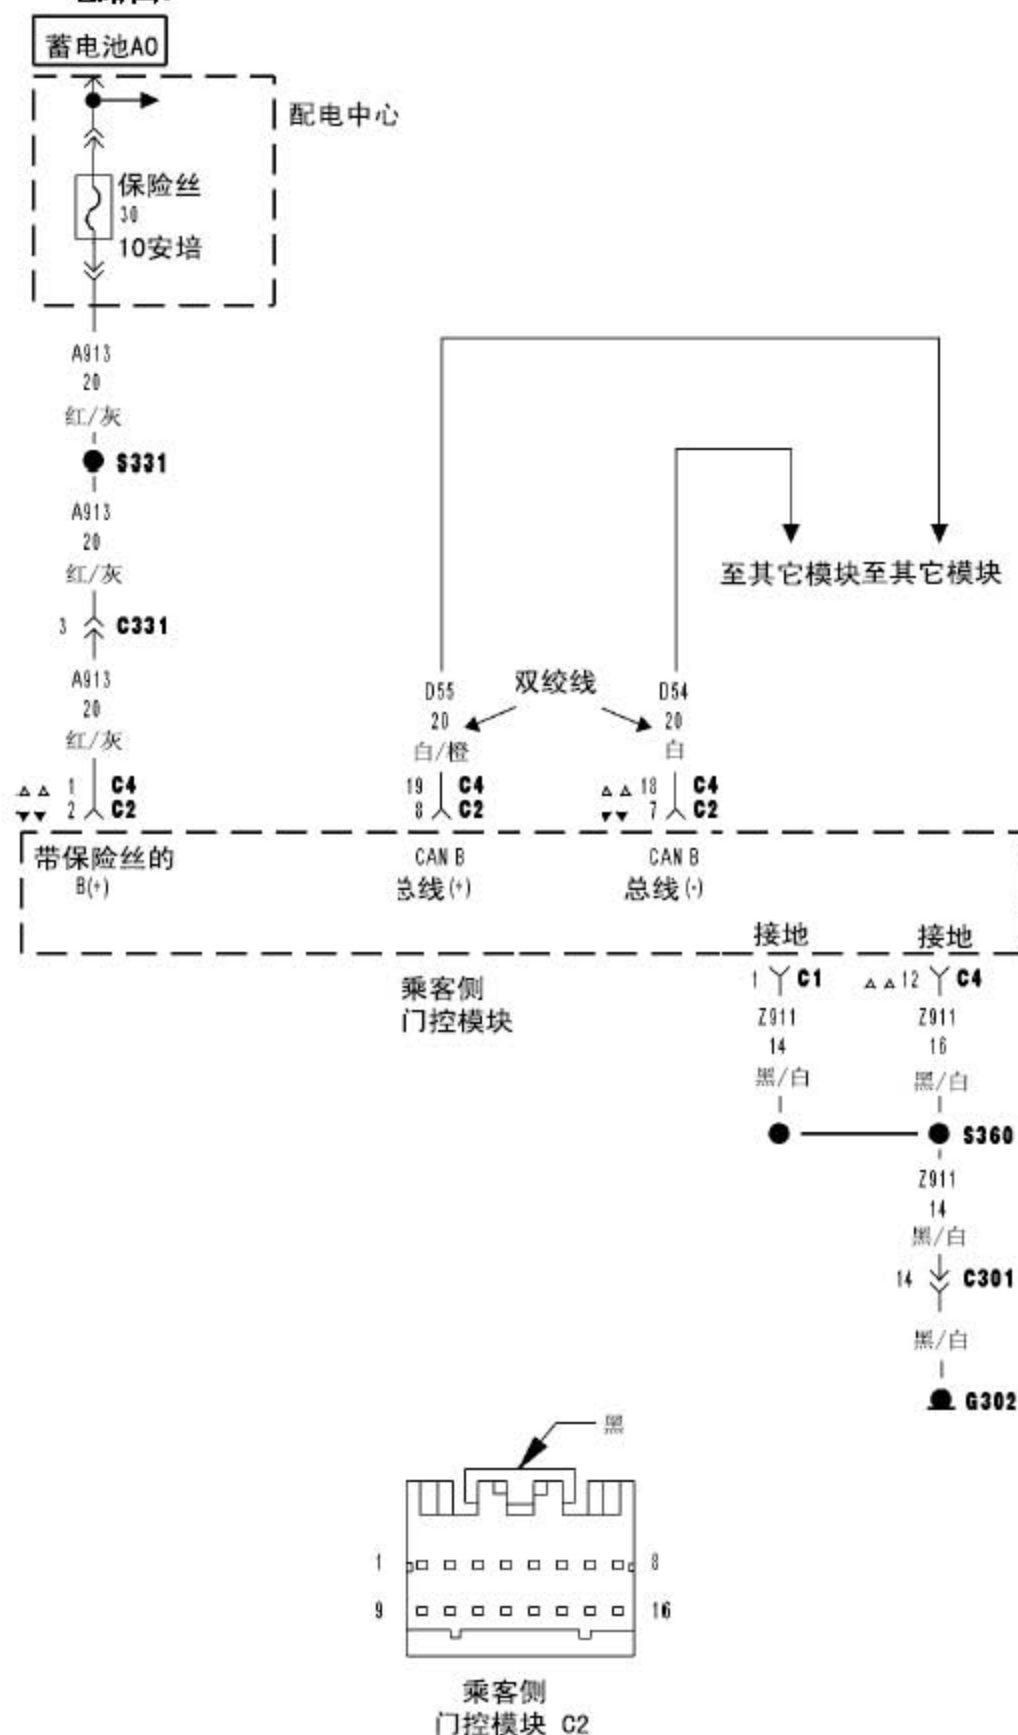 蓄电池A0
配电中心
保险丝
30
10安培
A913
20
红/灰
S331
A913
20
红/灰
3 C331
A913
20
红/灰
1 C4
2 C2
至其它模块至其它模块
双绞线
D55
20
白/橙
19 C4
8 C2
D54
20
白
18 C4
7 C2
带保险丝的
B(+)
CAN B
总线(+)
CAN B
总线(-)
接地
接地
乘客侧
门控模块
1 C1
12 C4
Z911
14
黑/白
Z911
16
黑/白
S360
Z911
14
黑/白
14 C301
黑/白
G302
黑
1 8
9 16
乘客侧
门控模块 C2